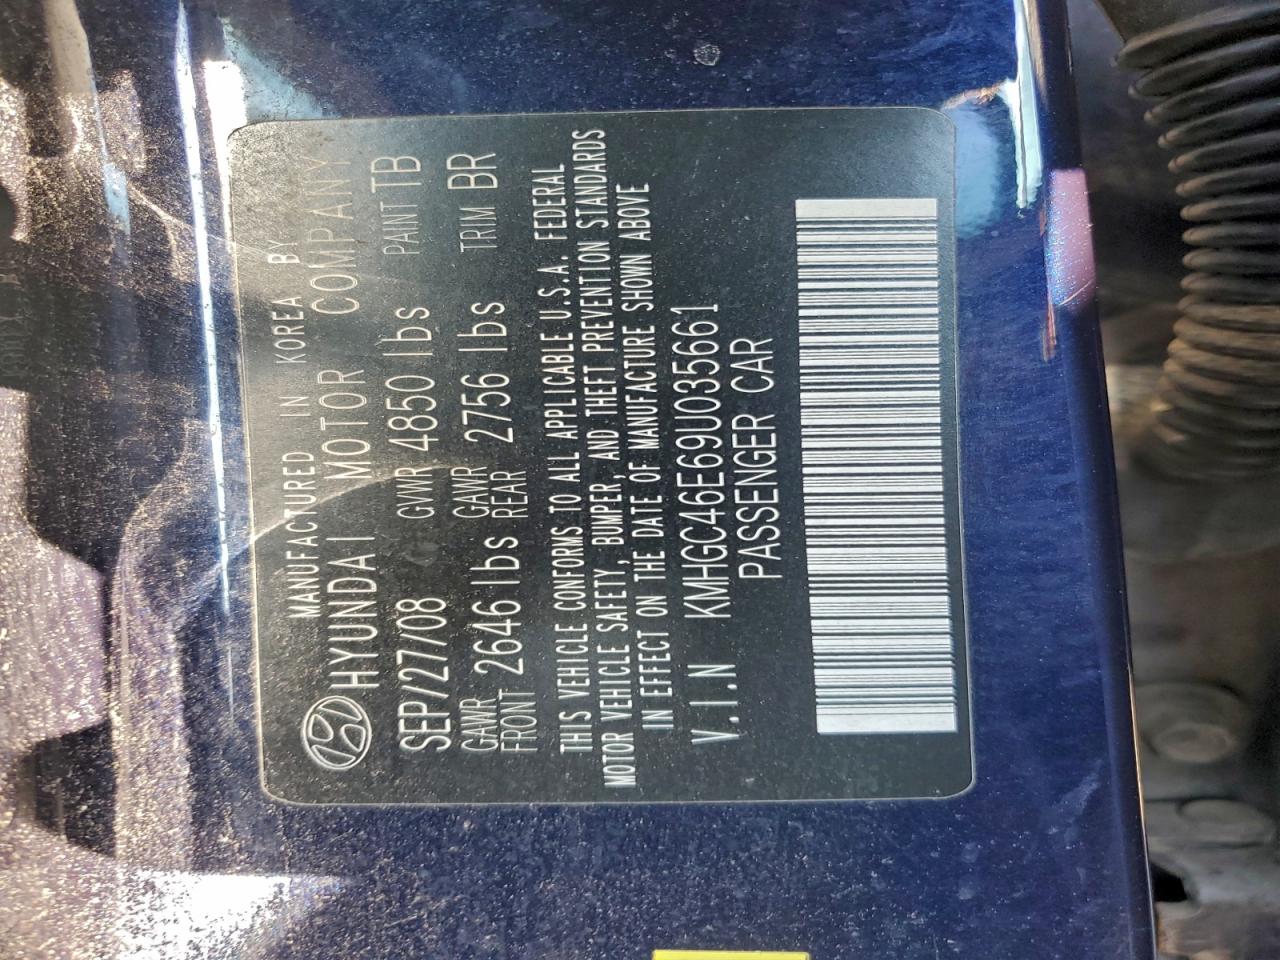 MANUFACTURED IN KOREA BY
HYUNDAI MOTOR COMPANY
SEP/27/08 GVWR 4850 lbs PAINT TB
GAWR FRONT 2646 lbs GAWR REAR 2756 lbs TRIM BR
THIS VEHICLE CONFORMS TO ALL APPLICABLE U.S.A. FEDERAL
MOTOR VEHICLE SAFETY, BUMPER, AND THEFT PREVENTION STANDARDS
IN EFFECT ON THE DATE OF MANUFACTURE SHOWN ABOVE
V.I.N KMHGC46E69U035661
PASSENGER CAR